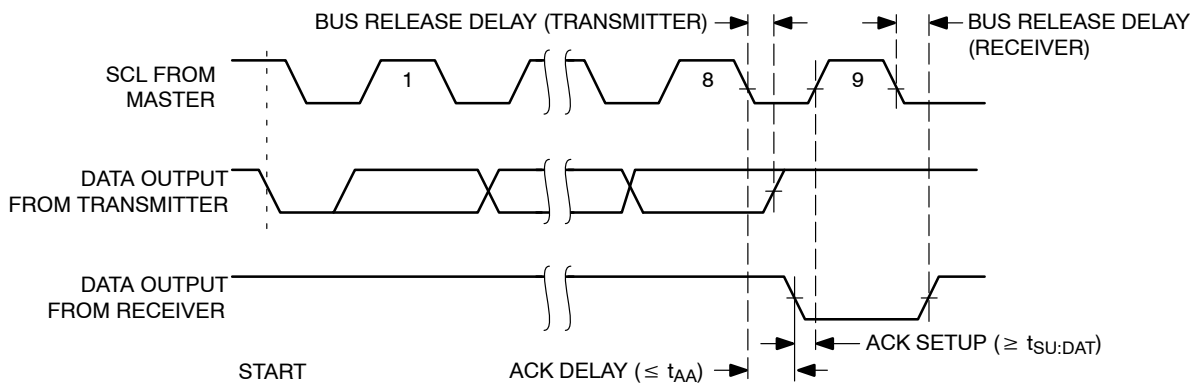 BUS RELEASE DELAY (TRANSMITTER)
BUS RELEASE DELAY
(RECEIVER)
SCL FROM
MASTER
1
8
9
DATA OUTPUT
FROM TRANSMITTER
DATA OUTPUT
FROM RECEIVER
START
ACK DELAY (≤ tAA)
ACK SETUP (≥ tSU:DAT)